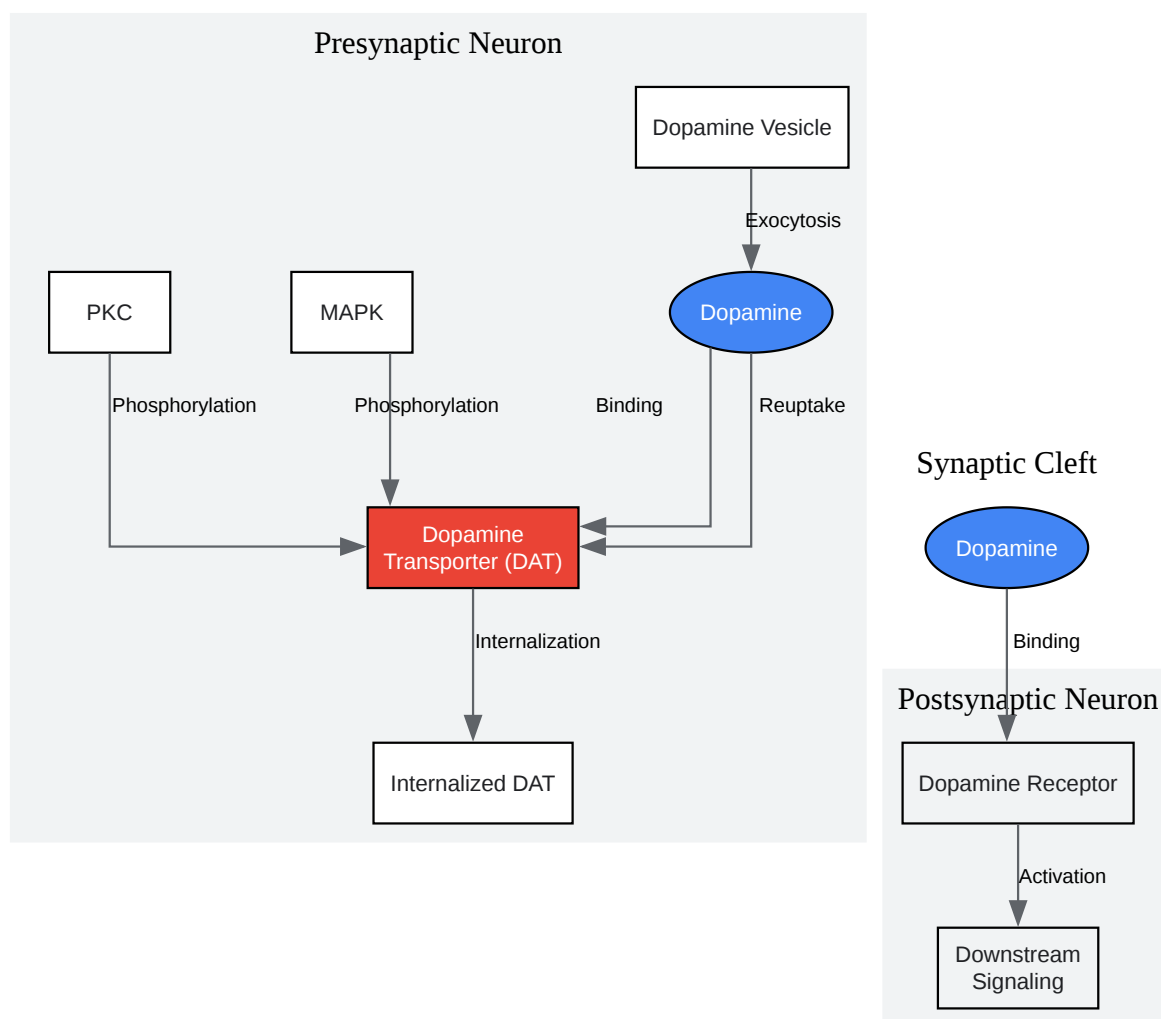 Presynaptic Neuron
Dopamine Vesicle
Exocytosis
PKC
MAPK
Dopamine
Phosphorylation
Phosphorylation
Binding
Reuptake
Synaptic Cleft
Dopamine
Transporter (DAT)
Dopamine
Internalization
Binding
Postsynaptic Neuron
Internalized DAT
Dopamine Receptor
Activation
Downstream
Signaling